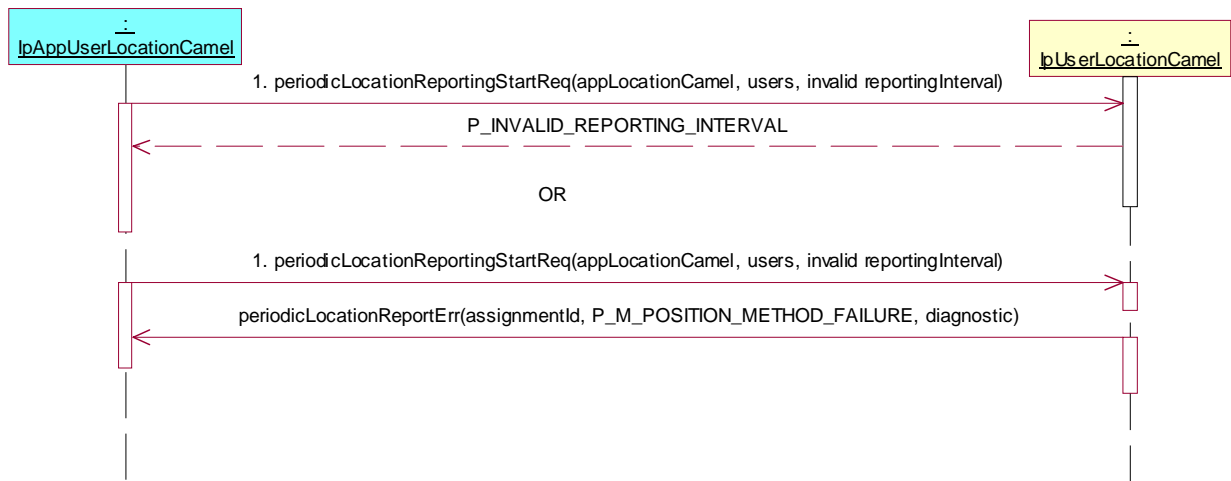 :
IpAppUserLocationCamel
:
IpUserLocationCamel
1. periodicLocationReportingStartReq(appLocationCamel, users, invalid reportingInterval)
P_INVALID_REPORTING_INTERVAL
OR
1. periodicLocationReportingStartReq(appLocationCamel, users, invalid reportingInterval)
periodicLocationReportErr(assignmentId, P_M_POSITION_METHOD_FAILURE, diagnostic)